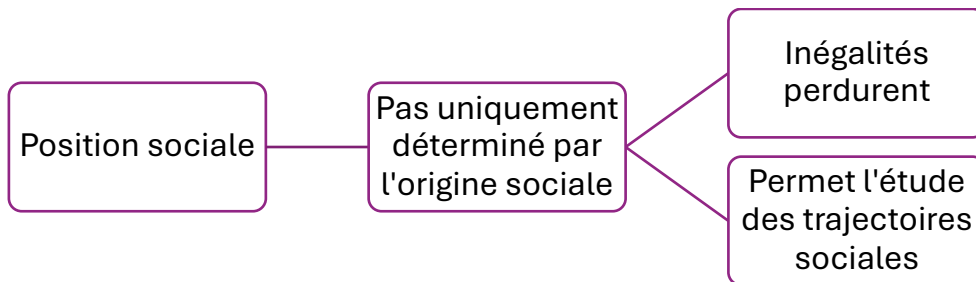 Position sociale
Pas uniquement
déterminé par
l'origine sociale
Inégalités
perdurent
Permet l'étude
des trajectoires
sociales